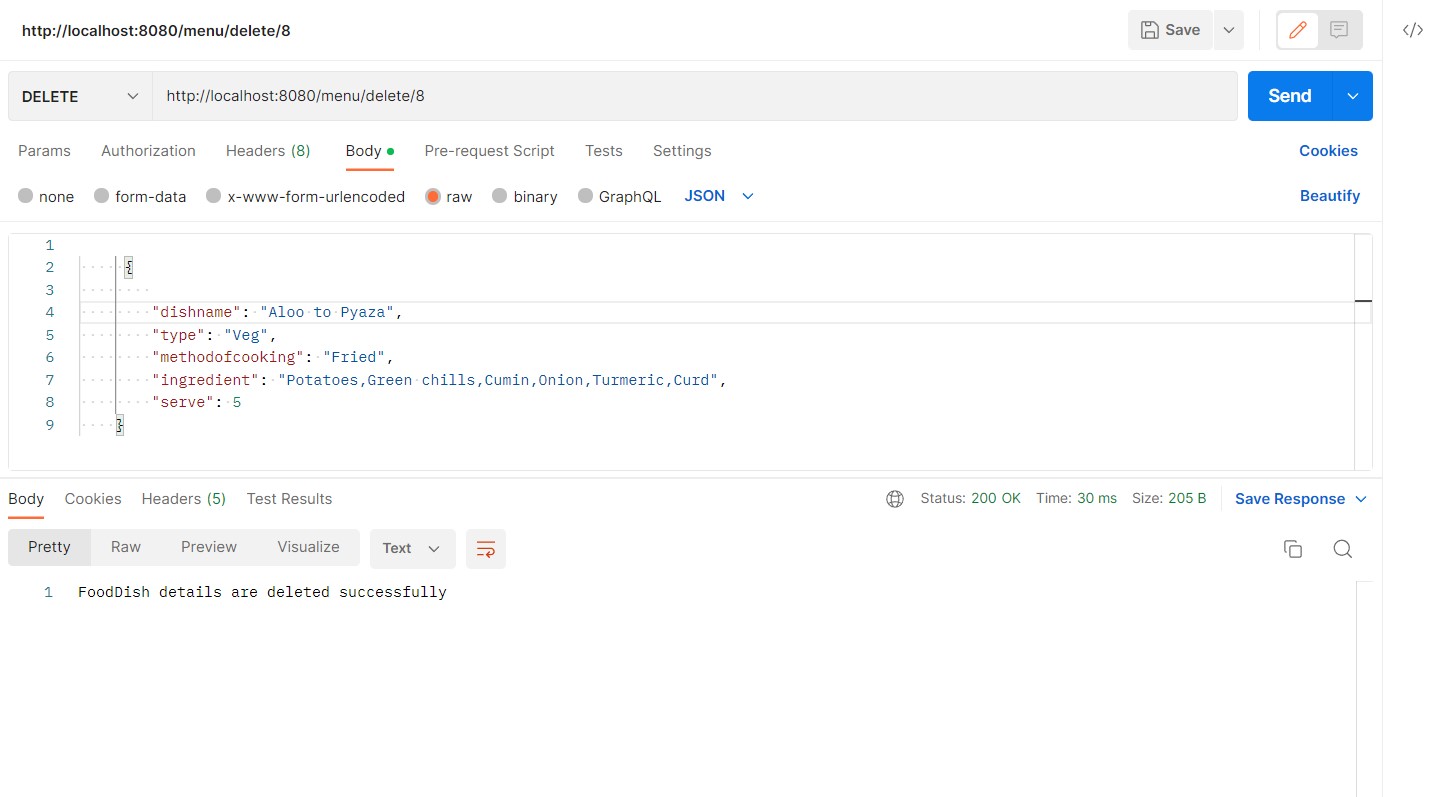 http://localhost:8080/menu/delete/8
Save
</>
DELETE http://localhost:8080/menu/delete/8 Send
Params Authorization Headers (8) Body Pre-request Script Tests Settings Cookies
none form-data x-www-form-urlencoded raw binary GraphQL JSON Beautify
1
2 {
3
4 "dishname": "Aloo to Pyaza",
5 "type": "Veg",
6 "methodofcooking": "Fried",
7 "ingredient": "Potatoes,Green chills,Cumin,Onion,Turmeric,Curd",
8 "serve": 5
9 }
Body Cookies Headers (5) Test Results Status: 200 OK Time: 30 ms Size: 205 B Save Response
Pretty Raw Preview Visualize Text
1 FoodDish details are deleted successfully